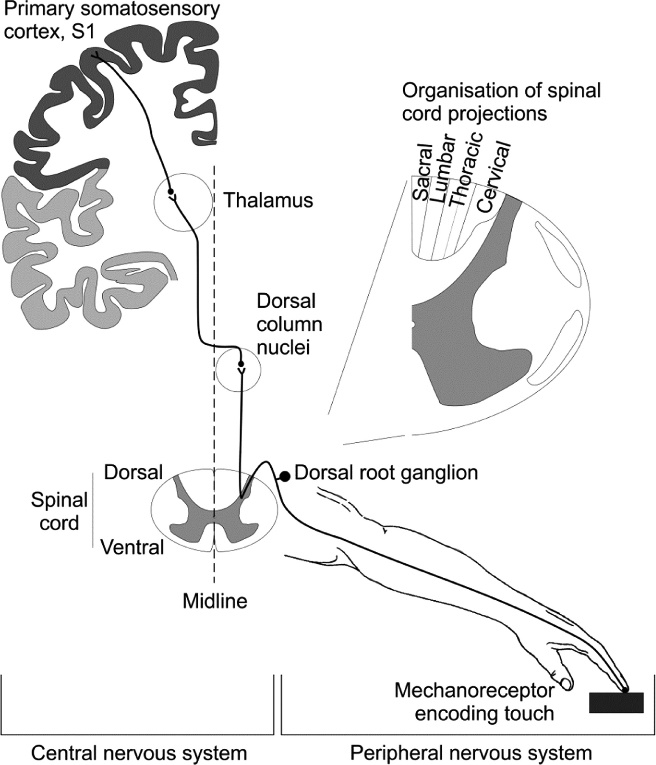 Primary somatosensory
cortex, S1
Organisation of spinal
cord projections
Sacral
Lumbar
Thoracic
Cervical
Thalamus
Dorsal
column
nuclei
Dorsal
Dorsal root ganglion
Spinal
cord
Ventral
Midline
Mechanoreceptor
encoding touch
Central nervous system
Peripheral nervous system